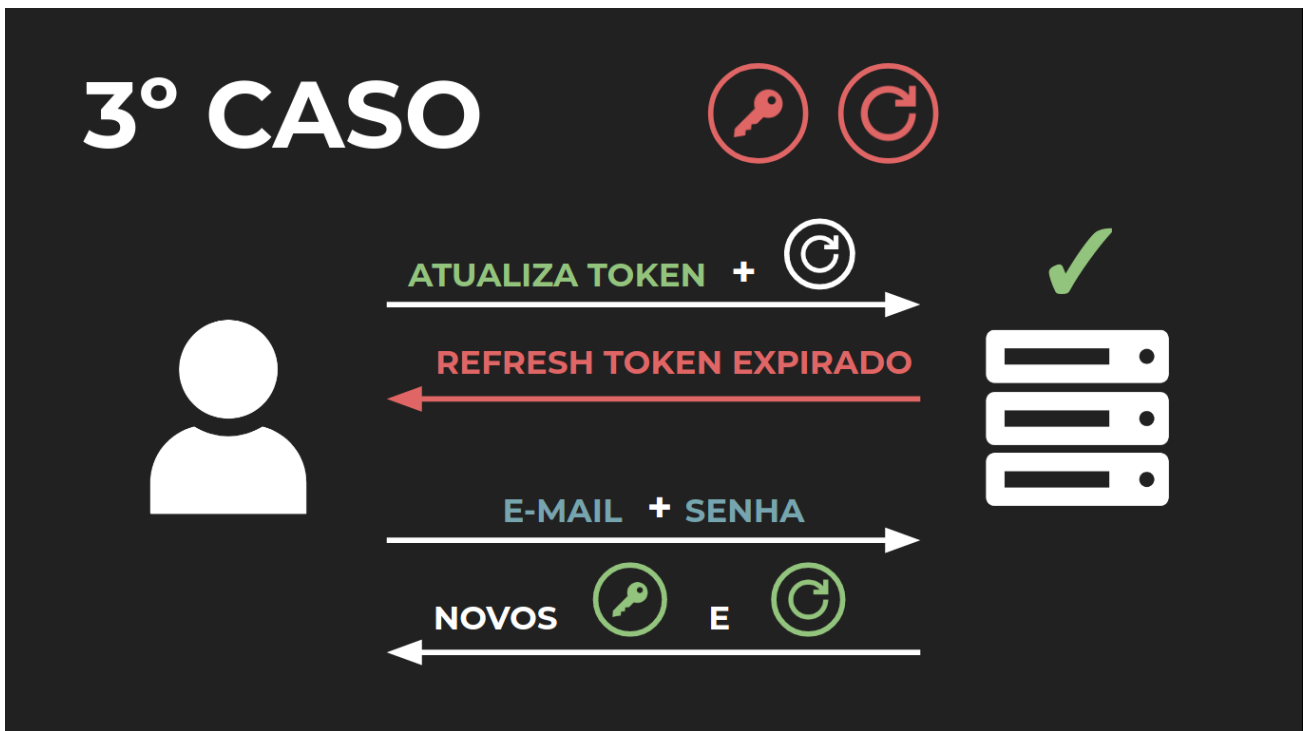 3º CASO
ATUALIZA TOKEN +
REFRESH TOKEN EXPIRADO
E-MAIL + SENHA
NOVOS E